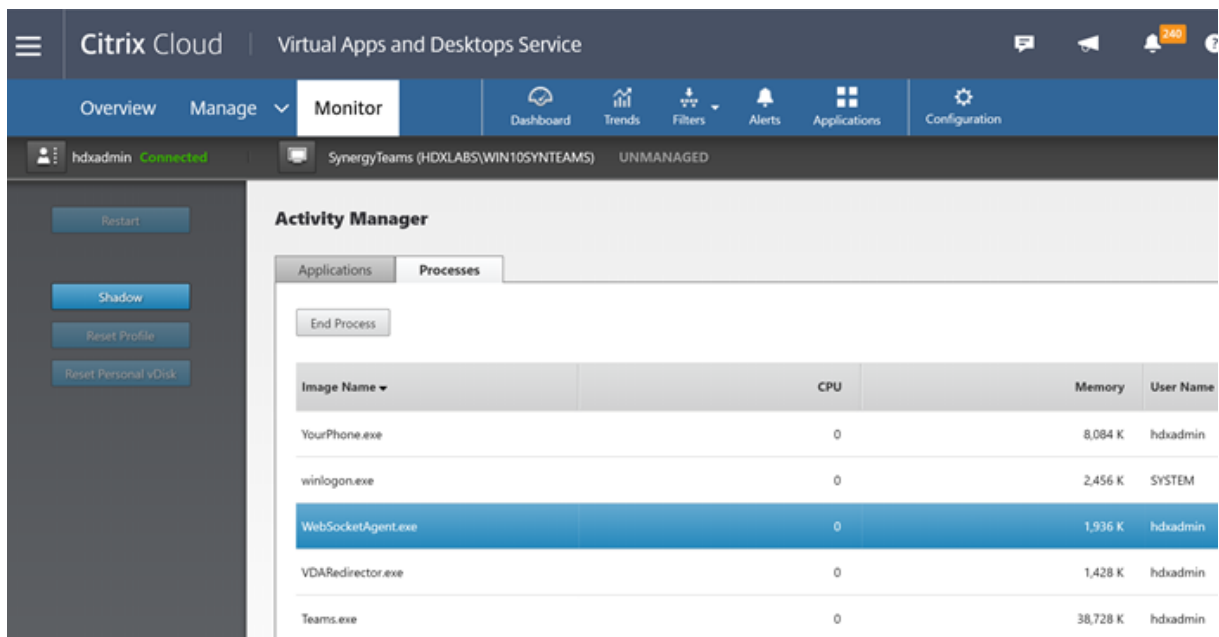 Citrix Cloud Virtual Apps and Desktops Service 240
Overview Manage Monitor Dashboard Trends Filters Alerts Applications Configuration
hdxadmin Connected SynergyTeams (HDXLABS\WIN10SYNTEAMS) UNMANAGED
Restart
Activity Manager
Applications Processes
Shadow
End Process
Reset Profile
Reset Personal vDisk
Image Name CPU Memory User Name
YourPhone.exe 0 8,084 K hdxadmin
winlogon.exe 0 2,456 K SYSTEM
WebSocketAgent.exe 0 1,936 K hdxadmin
VDARedirector.exe 0 1,428 K hdxadmin
Teams.exe 0 38,728 K hdxadmin